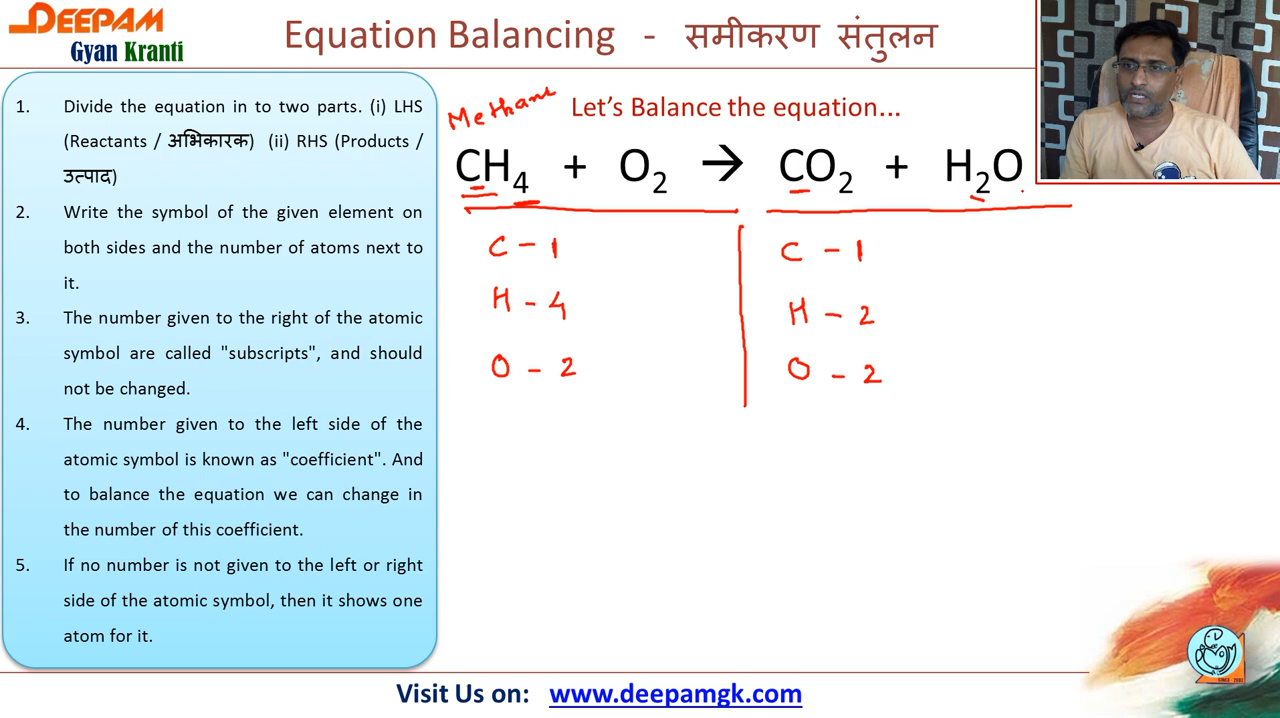 DEEPAM
Gyan Kranti
Equation Balancing - समीकरण संतुलन
1. Divide the equation in to two parts. (i) LHS
(Reactants / अभिकारक) (ii) RHS (Products /
उत्पाद)
2. Write the symbol of the given element on
both sides and the number of atoms next to
it.
3. The number given to the right of the atomic
symbol are called "subscripts", and should
not be changed.
4. The number given to the left side of the
atomic symbol is known as "coefficient". And
to balance the equation we can change in
the number of this coefficient.
5. If no number is not given to the left or right
side of the atomic symbol, then it shows one
atom for it.
Methane
Let's Balance the equation...
CH₄ + O₂ → CO₂ + H₂O
C - 1
H - 4
O - 2
C - 1
H - 2
O - 2
SINCE 2002
Visit Us on: www.deepamgk.com